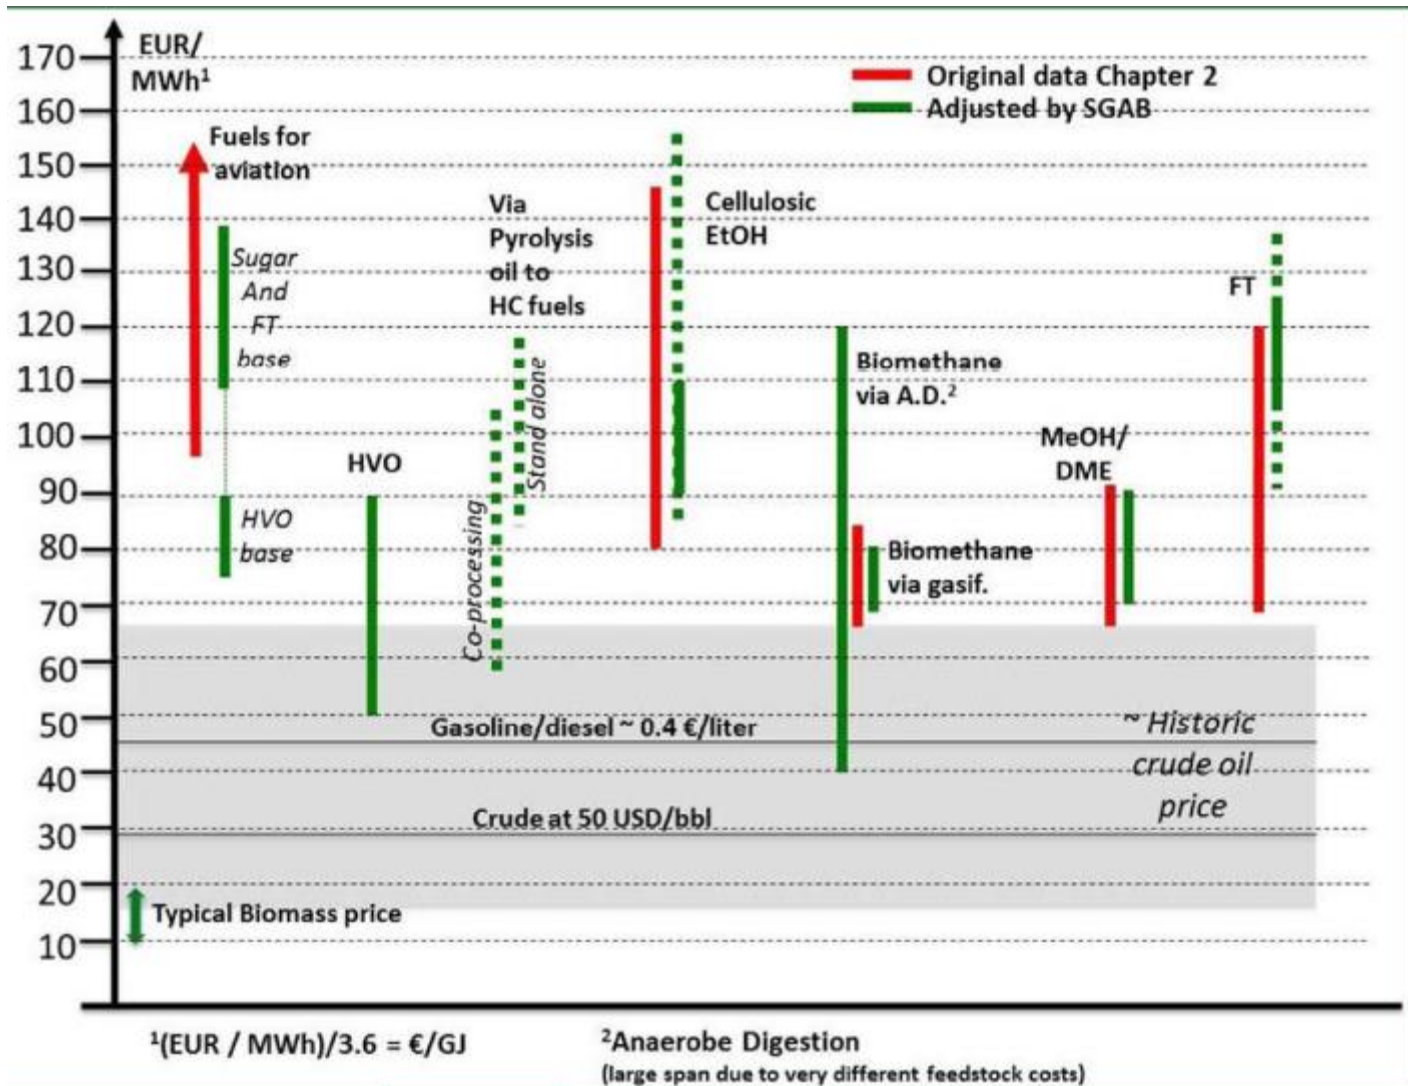 EUR/
MWh¹
170
160
150
140
130
120
110
100
90
80
70
60
50
40
30
20
10
Original data Chapter 2
Adjusted by SGAB
Fuels for
aviation
Sugar
And
FT
base
HVO
base
HVO
Via
Pyrolysis
oil to
HC fuels
Stand alone
Co-processing
Cellulosic
EtOH
Biomethane
via A.D.²
Biomethane
via gasif.
MeOH/
DME
FT
Gasoline/diesel ~ 0.4 €/liter
~ Historic
crude oil
price
Crude at 50 USD/bbl
Typical Biomass price
¹(EUR / MWh)/3.6 = €/GJ
²Anaerobe Digestion
(large span due to very different feedstock costs)